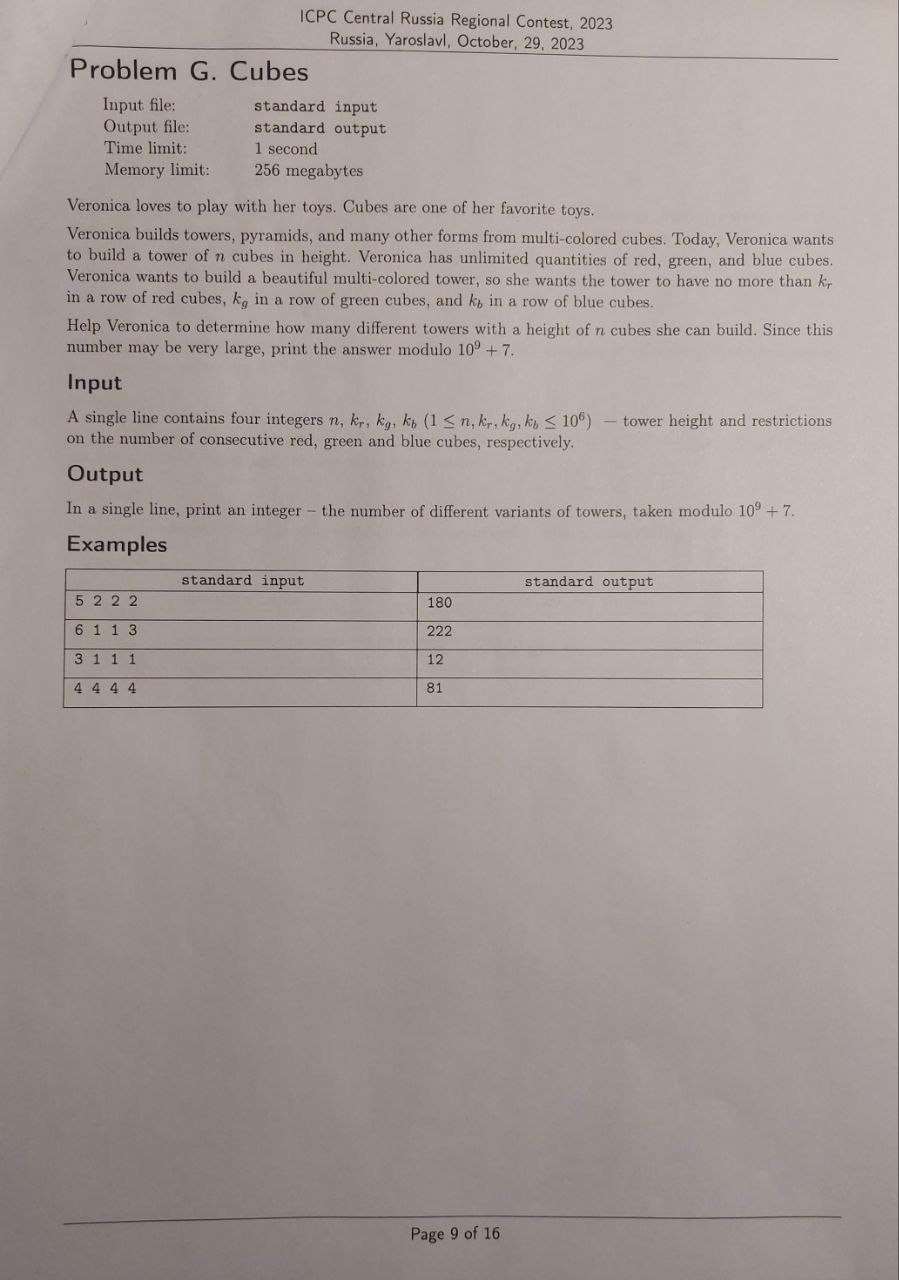 ICPC Central Russia Regional Contest, 2023
Russia, Yaroslavl, October, 29, 2023
Problem G. Cubes
Input file: standard input
Output file: standard output
Time limit: 1 second
Memory limit: 256 megabytes
Veronica loves to play with her toys. Cubes are one of her favorite toys.
Veronica builds towers, pyramids, and many other forms from multi-colored cubes. Today, Veronica wants
to build a tower of n cubes in height. Veronica has unlimited quantities of red, green, and blue cubes.
Veronica wants to build a beautiful multi-colored tower, so she wants the tower to have no more than kᵣ
in a row of red cubes, k_g in a row of green cubes, and k_b in a row of blue cubes.
Help Veronica to determine how many different towers with a height of n cubes she can build. Since this
number may be very large, print the answer modulo 10⁹ + 7.
Input
A single line contains four integers n, kᵣ, k_g, k_b (1 ≤ n, kᵣ, k_g, k_b ≤ 10⁶) — tower height and restrictions
on the number of consecutive red, green and blue cubes, respectively.
Output
In a single line, print an integer – the number of different variants of towers, taken modulo 10⁹ + 7.
Examples
standard input standard output
5 2 2 2 180
6 1 1 3 222
3 1 1 1 12
4 4 4 4 81
Page 9 of 16